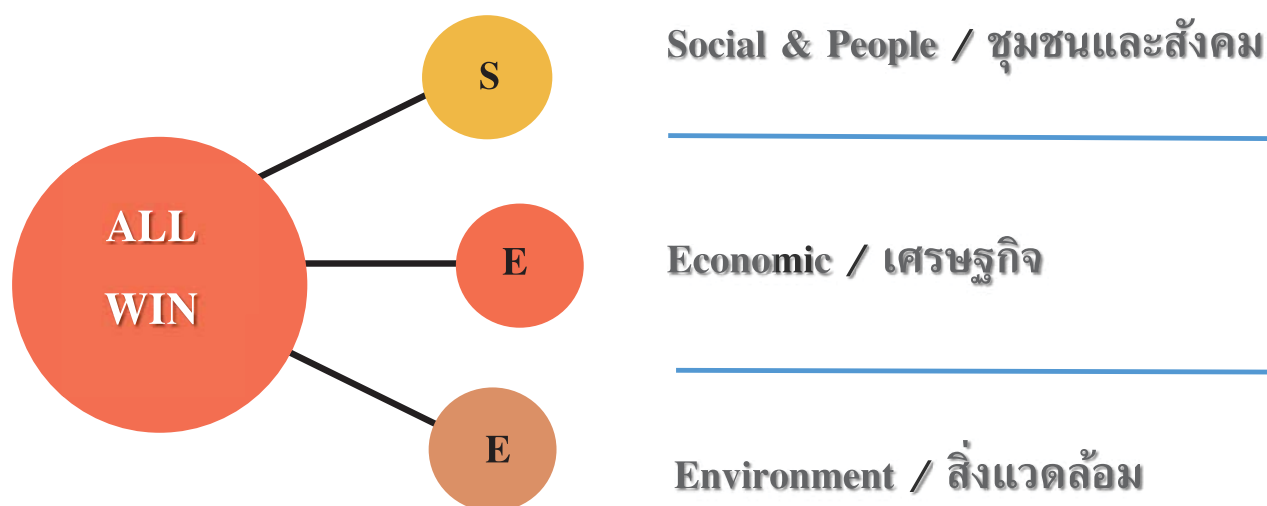 ALL
WIN
S
Social & People / ชุมชนและสังคม
E
Economic / เศรษฐกิจ
E
Environment / สิ่งแวดล้อม